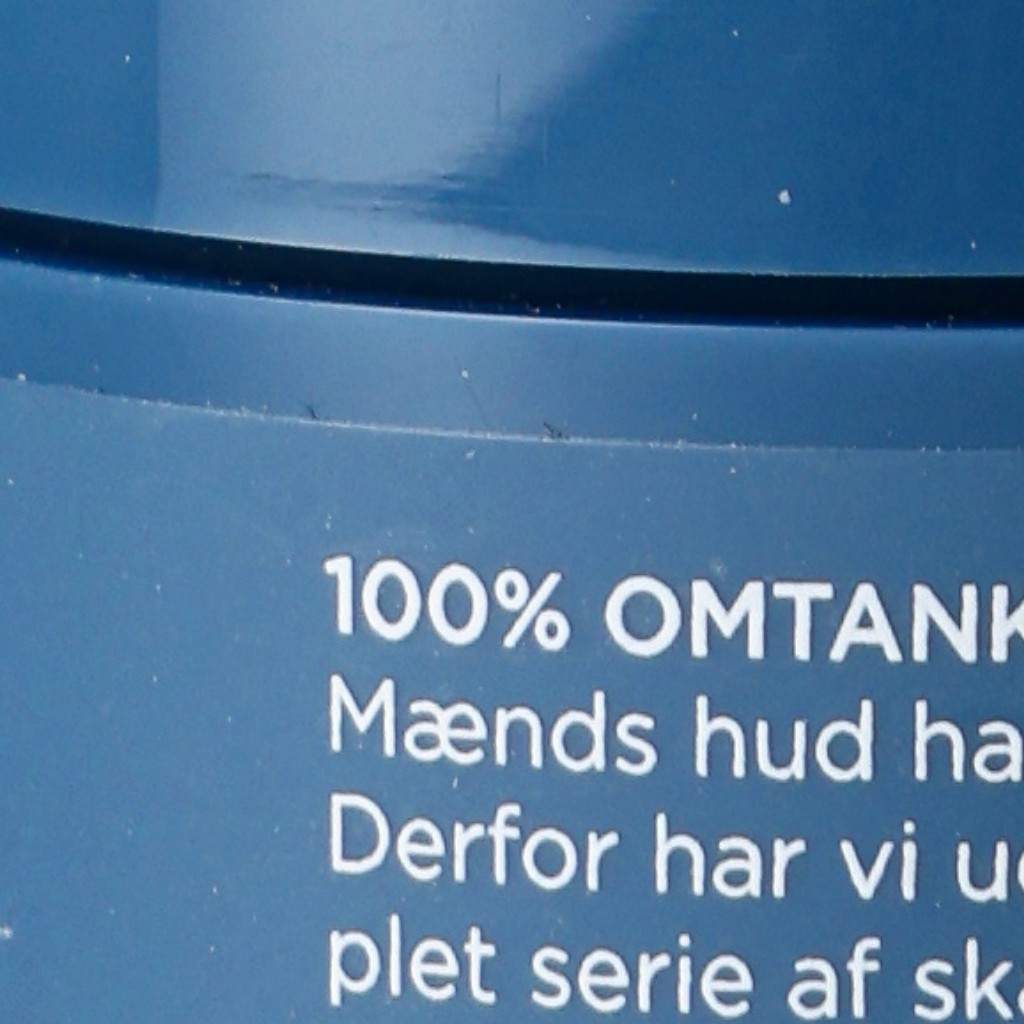 100% OMTANK
Mænds hud ha
Derfor har vi u
plet serie af sk